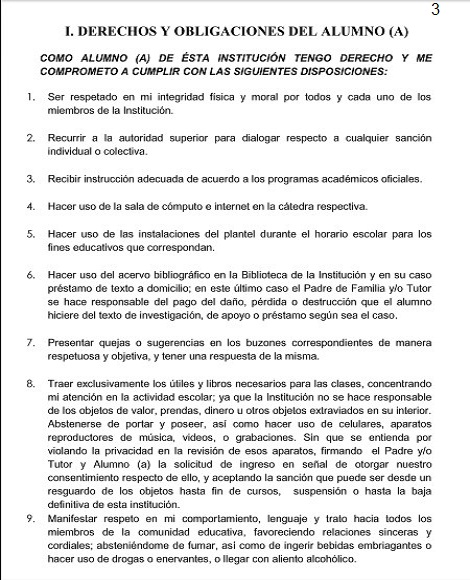 3
I. DERECHOS Y OBLIGACIONES DEL ALUMNO (A)
COMO ALUMNO (A) DE ÉSTA INSTITUCIÓN TENGO DERECHO Y ME
COMPROMETO A CUMPLIR CON LAS SIGUIENTES DISPOSICIONES:
1. Ser respetado en mi integridad física y moral por todos y cada uno de los
miembros de la Institución.
2. Recurrir a la autoridad superior para dialogar respecto a cualquier sanción
individual o colectiva.
3. Recibir instrucción adecuada de acuerdo a los programas académicos oficiales.
4. Hacer uso de la sala de cómputo e internet en la cátedra respectiva.
5. Hacer uso de las instalaciones del plantel durante el horario escolar para los
fines educativos que correspondan.
6. Hacer uso del acervo bibliográfico en la Biblioteca de la Institución y en su caso
préstamo de texto a domicilio; en este último caso el Padre de Familia y/o Tutor
se hace responsable del pago del daño, pérdida o destrucción que el alumno
hiciere del texto de investigación, de apoyo o préstamo según sea el caso.
7. Presentar quejas o sugerencias en los buzones correspondientes de manera
respetuosa y objetiva, y tener una respuesta de la misma.
8. Traer exclusivamente los útiles y libros necesarios para las clases, concentrando
mi atención en la actividad escolar; ya que la Institución no se hace responsable
de los objetos de valor, prendas, dinero u otros objetos extraviados en su interior.
Abstenerse de portar y poseer, así como hacer uso de celulares, aparatos
reproductores de música, videos, o grabaciones. Sin que se entienda por
violando la privacidad en la revisión de esos aparatos, firmando el Padre y/o
Tutor y Alumno (a) la solicitud de ingreso en señal de otorgar nuestro
consentimiento respecto de ello, y aceptando la sanción que puede ser desde un
resguardo de los objetos hasta fin de cursos, suspensión o hasta la baja
definitiva de esta institución.
9. Manifestar respeto en mi comportamiento, lenguaje y trato hacia todos los
miembros de la comunidad educativa, favoreciendo relaciones sinceras y
cordiales; absteniéndome de fumar, así como de ingerir bebidas embriagantes o
hacer uso de drogas o enervantes, o llegar con aliento alcohólico.